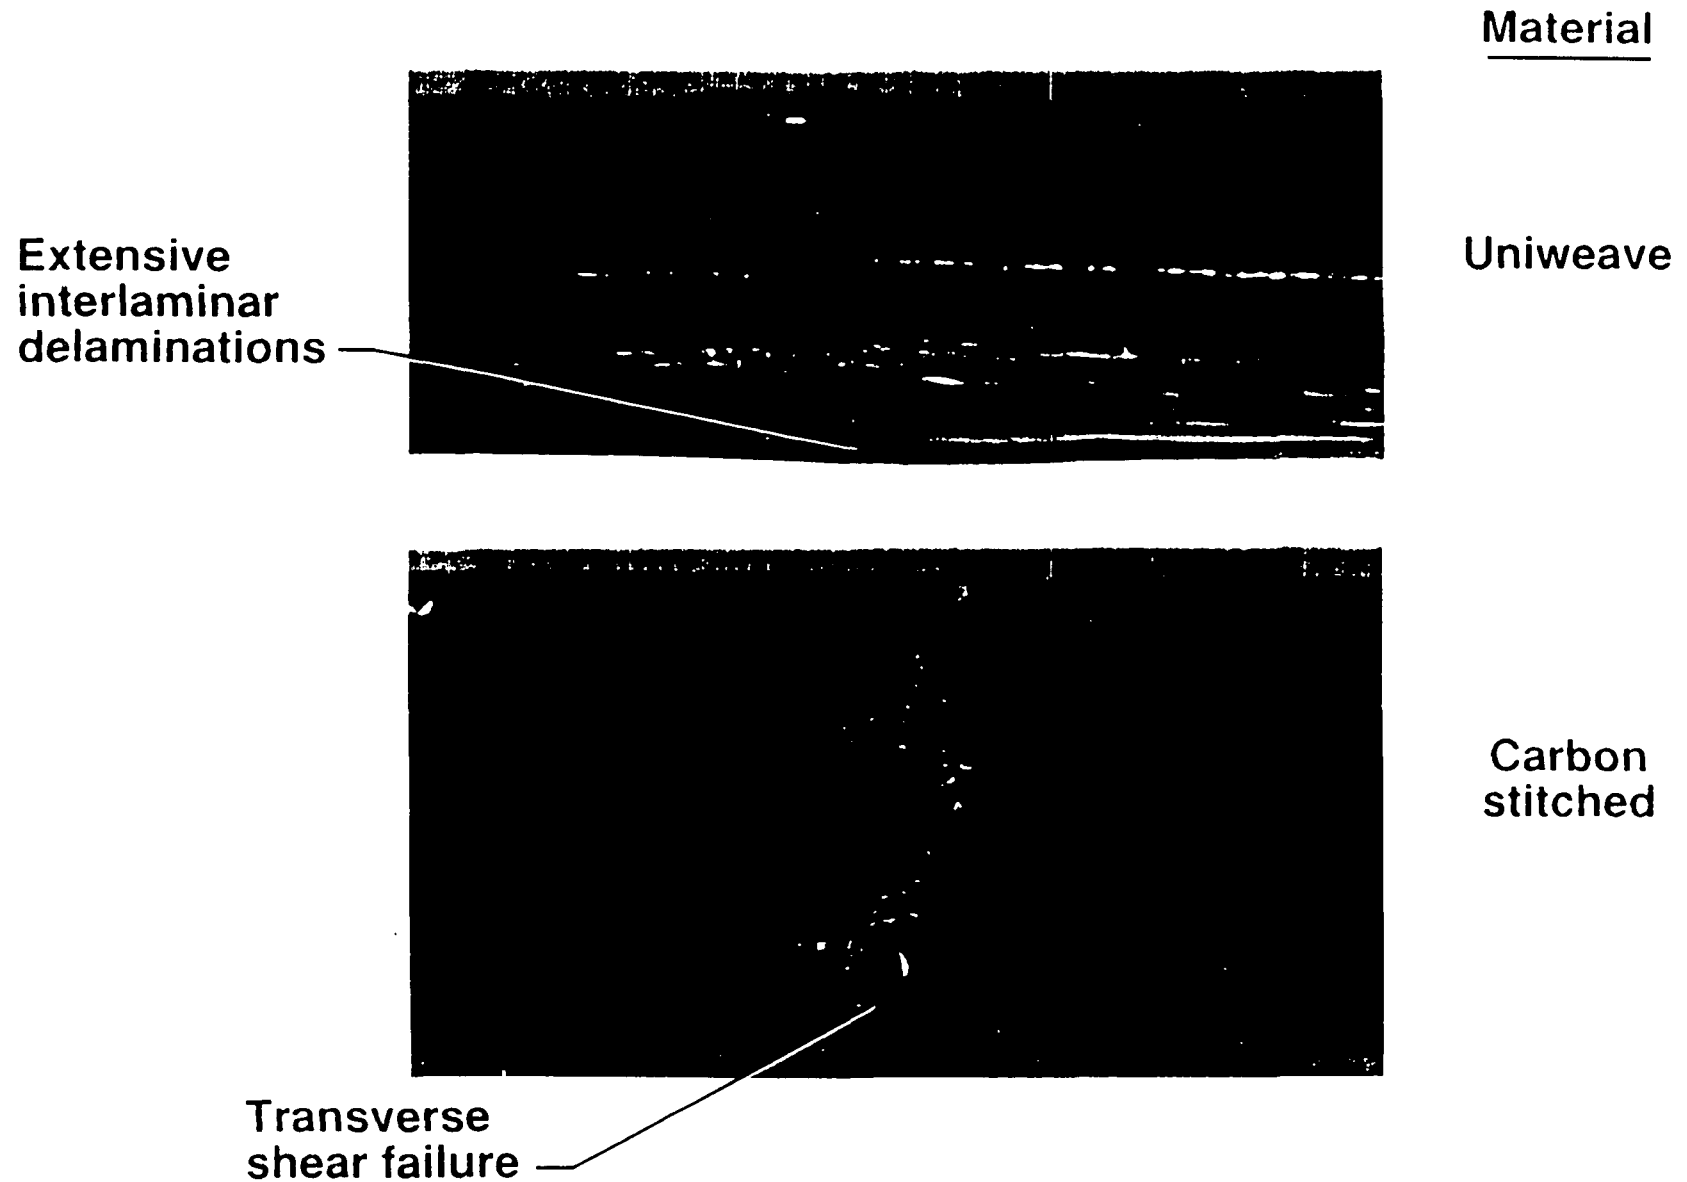 Material
Extensive
interlaminar
delaminations
Uniweave
Carbon
stitched
Transverse
shear failure